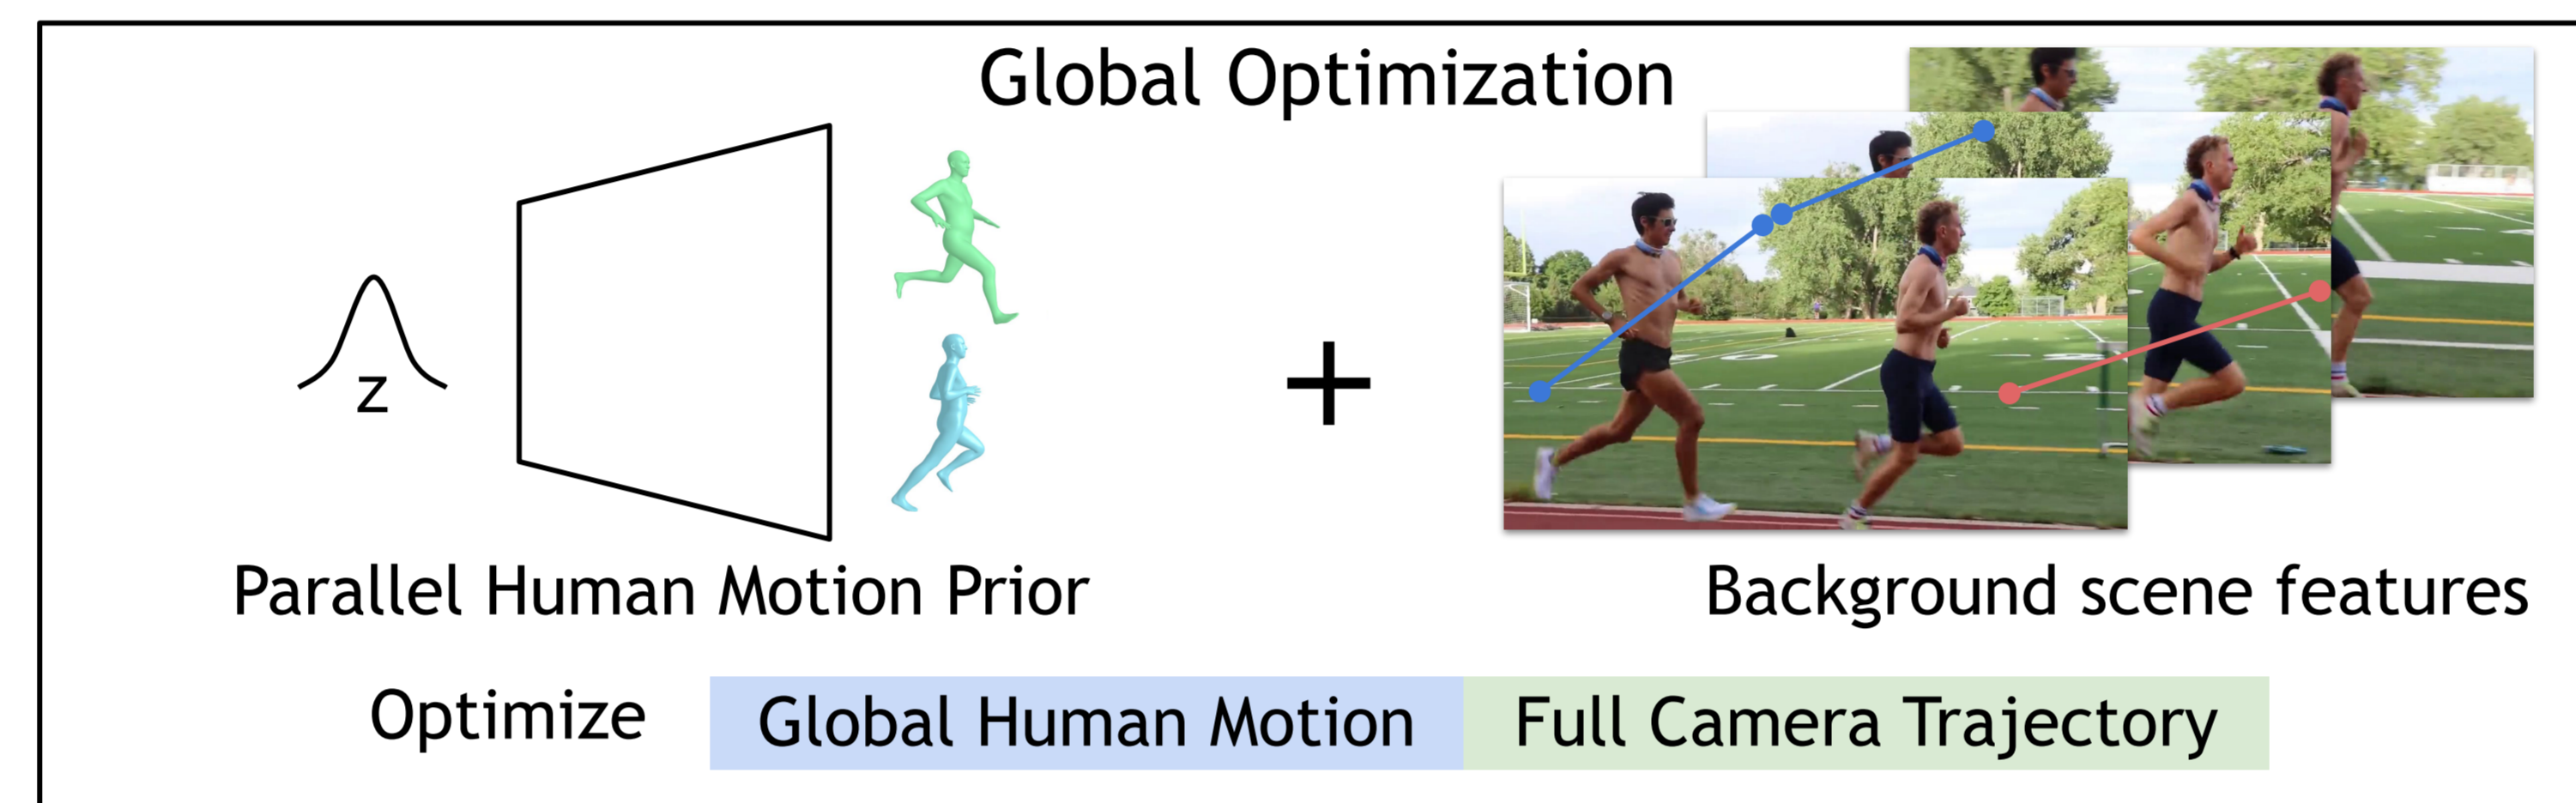 Global Optimization
z
Parallel Human Motion Prior
+
Background scene features
Optimize
Global Human Motion
Full Camera Trajectory